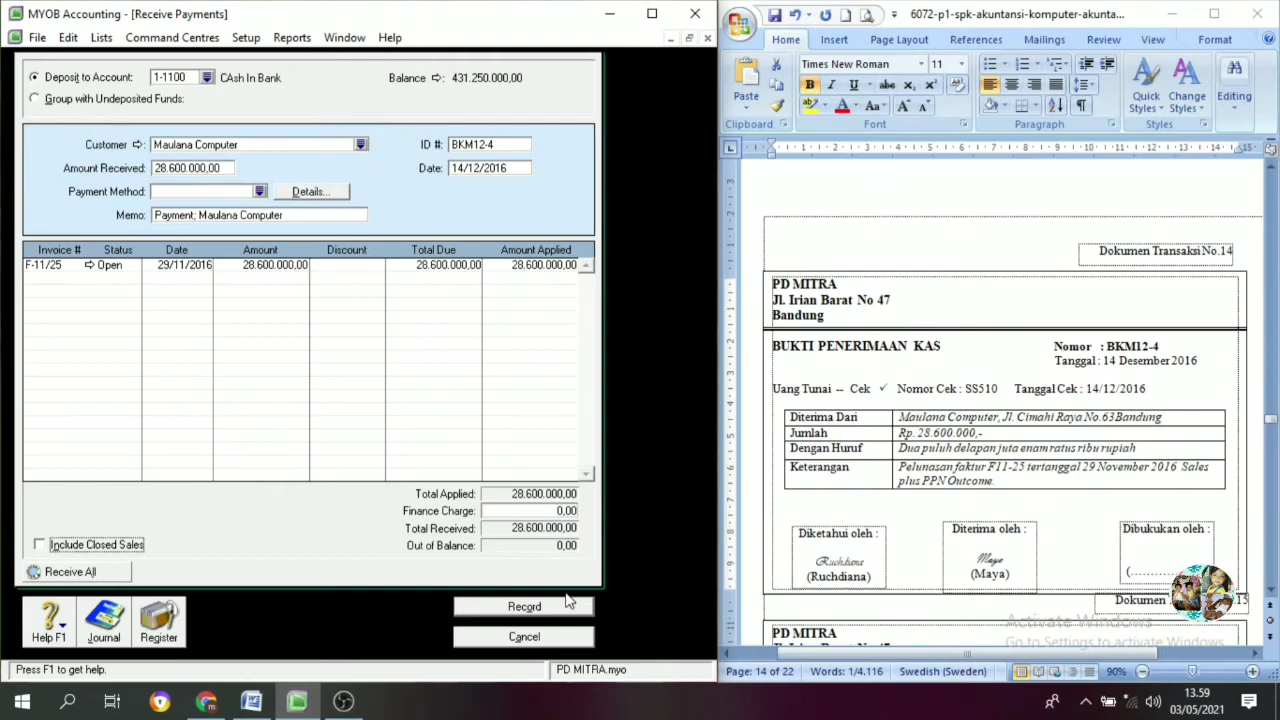 MYOB Accounting - [Receive Payments]
File Edit Lists Command Centres Setup Reports Window Help
Deposit to Account: 1-1100 CAsh In Bank Balance 431.250.000,00
Group with Undeposited Funds:
Customer Maulana Computer ID #: BKM12-4
Amount Received: 28.600.000,00 Date: 14/12/2016
Payment Method: Details...
Memo: Payment; Maulana Computer
Invoice # Status Date Amount Discount Total Due Amount Applied
1/25 Open 29/11/2016 28.600.000,00 28.600.000,00 28.600.000,00
Total Applied: 28.600.000,00
Finance Charge: 0,00
Total Received: 28.600.000,00
Out of Balance: 0,00
Include Closed Sales
Receive All
Record
Cancel
Help F1 Journal Register
Press F1 to get help. PD MITRA.myo
6072-p1-spk-akuntansi-komputer-akunta...
Home Insert Page Layout References Mailings Review View Format
Paste
Times New Roman 11
Quick Styles
Change Styles
Editing
Clipboard Font Paragraph Styles
Dokumen Transaksi No.14
PD MITRA
Jl. Irian Barat No 47
Bandung
BUKTI PENERIMAAN KAS Nomor : BKM12-4
Tanggal : 14 Desember 2016
Uang Tunai -- Cek ✓ Nomor Cek : SS510 Tanggal Cek : 14/12/2016
Diterima Dari Maulana Computer, Jl. Cimahi Raya No.63Bandung
Jumlah Rp. 28.600.000,-
Dengan Huruf Dua puluh delapan juta enam ratus ribu rupiah
Keterangan Pelunasan faktur F11-25 tertanggal 29 November 2016 Sales
plus PPN Outcome.
Diketahui oleh : Diterima oleh : Dibukukan oleh :
Ruchdiana Maya
(Ruchdiana) (Maya) (...........
Dokumen
PD MITRA
Activate Windows
Go to Settings to activate Windows.
Page: 14 of 22 Words: 1/4.116 Swedish (Sweden) 90%
13.59
03/05/2021